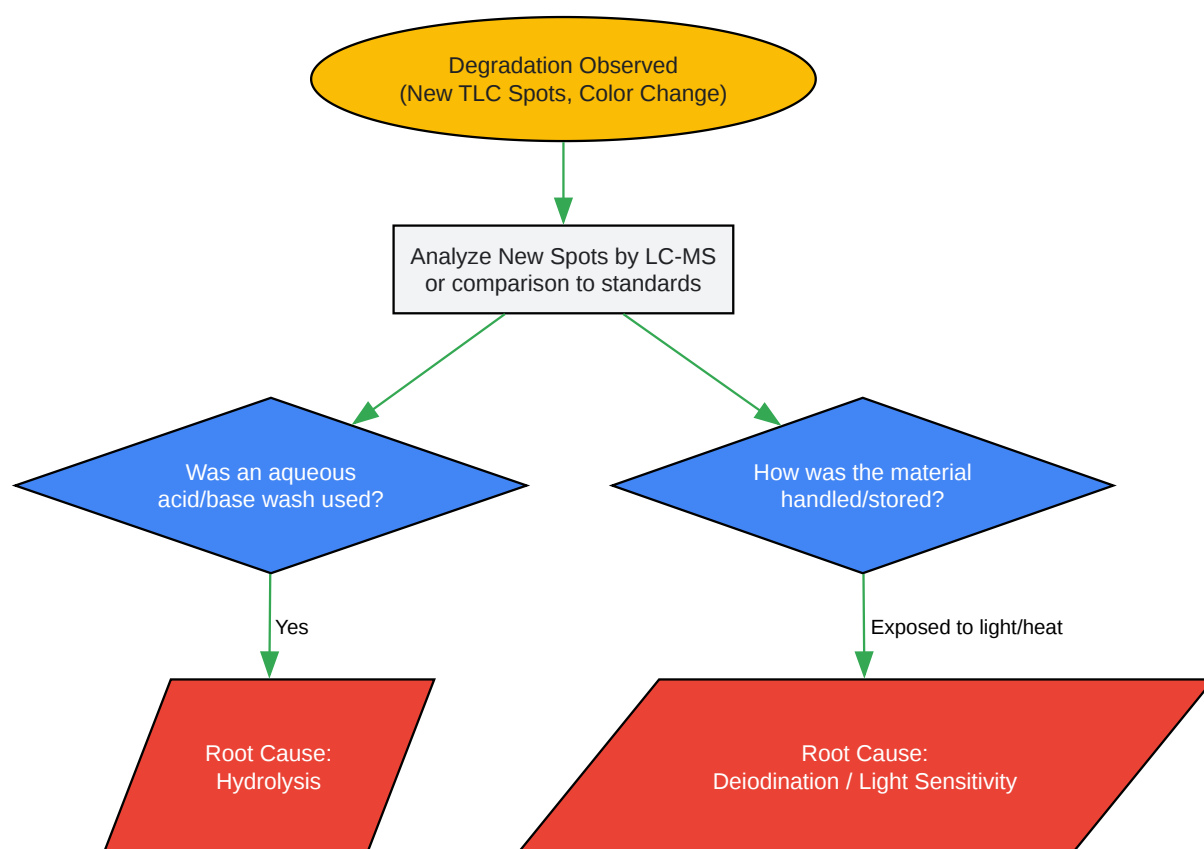 Degradation Observed
(New TLC Spots, Color Change)
Analyze New Spots by LC-MS
or comparison to standards
Was an aqueous
acid/base wash used?
How was the material
handled/stored?
Yes
Exposed to light/heat
Root Cause:
Hydrolysis
Root Cause:
Deiodination / Light Sensitivity